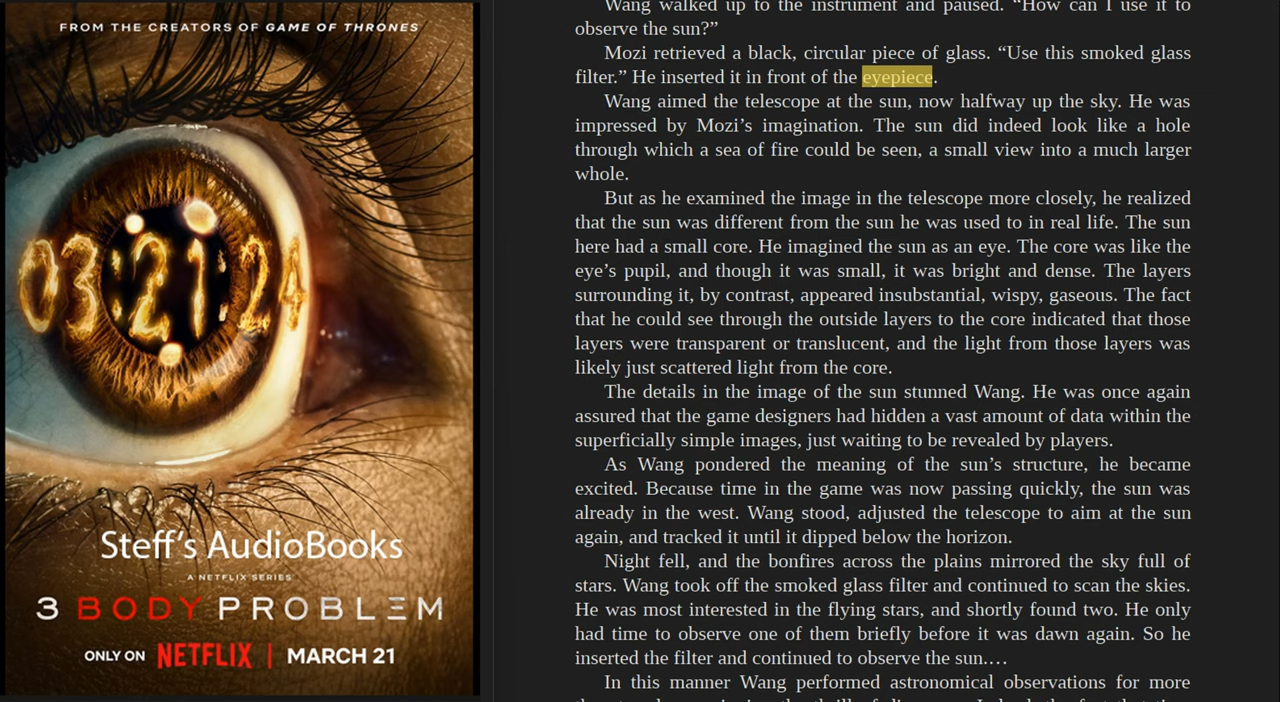 FROM THE CREATORS OF GAME OF THRONES
03:21:24
Steff's AudioBooks
A NETFLIX SERIES
3 BODY PROBLEM
ONLY ON NETFLIX | MARCH 21
Wang walked up to the instrument and paused. “How can I use it to
observe the sun?”
Mozi retrieved a black, circular piece of glass. “Use this smoked glass
filter.” He inserted it in front of the eyepiece.
Wang aimed the telescope at the sun, now halfway up the sky. He was
impressed by Mozi’s imagination. The sun did indeed look like a hole
through which a sea of fire could be seen, a small view into a much larger
whole.
But as he examined the image in the telescope more closely, he realized
that the sun was different from the sun he was used to in real life. The sun
here had a small core. He imagined the sun as an eye. The core was like the
eye’s pupil, and though it was small, it was bright and dense. The layers
surrounding it, by contrast, appeared insubstantial, wispy, gaseous. The fact
that he could see through the outside layers to the core indicated that those
layers were transparent or translucent, and the light from those layers was
likely just scattered light from the core.
The details in the image of the sun stunned Wang. He was once again
assured that the game designers had hidden a vast amount of data within the
superficially simple images, just waiting to be revealed by players.
As Wang pondered the meaning of the sun’s structure, he became
excited. Because time in the game was now passing quickly, the sun was
already in the west. Wang stood, adjusted the telescope to aim at the sun
again, and tracked it until it dipped below the horizon.
Night fell, and the bonfires across the plains mirrored the sky full of
stars. Wang took off the smoked glass filter and continued to scan the skies.
He was most interested in the flying stars, and shortly found two. He only
had time to observe one of them briefly before it was dawn again. So he
inserted the filter and continued to observe the sun.…
In this manner Wang performed astronomical observations for more